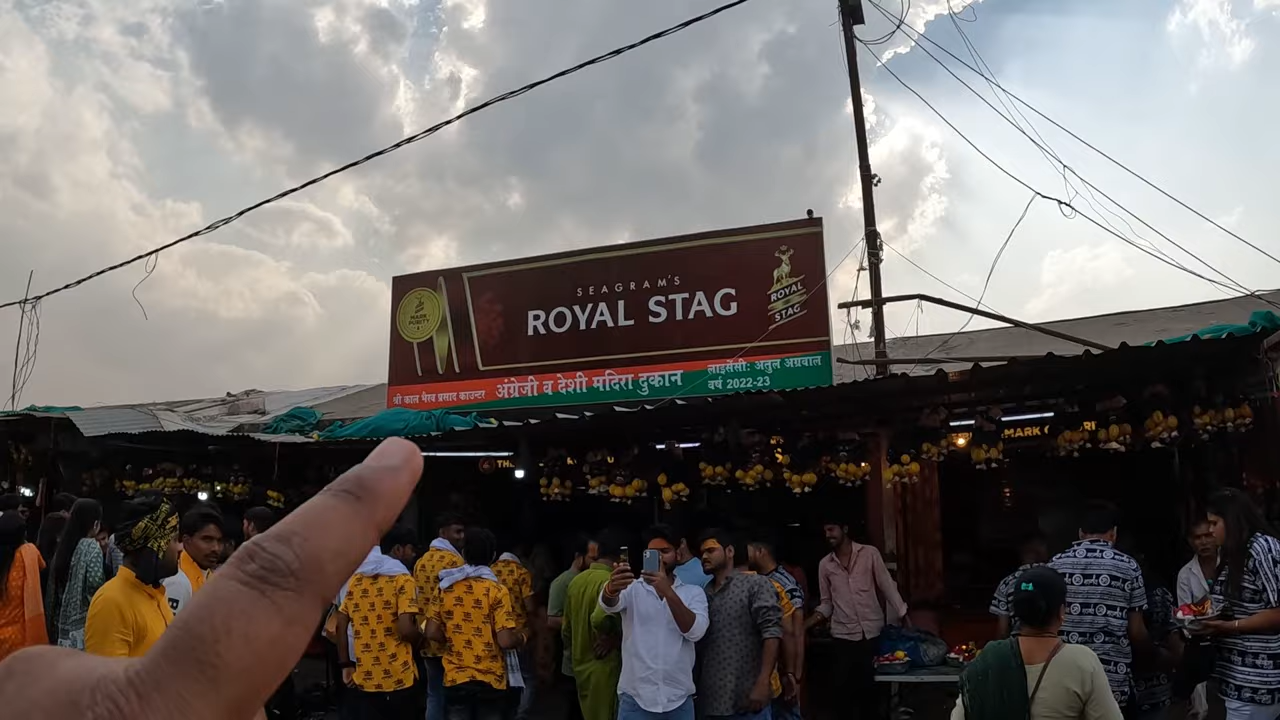 SEAGRAM'S
ROYAL STAG
ROYAL
STAG
MARK
PURITY
श्री काल भैरव प्रसाद काउन्टर
अंग्रेजी व देशी मदिरा दुकान
लाइसेंसी: अतुल अग्रवाल
वर्ष 2022-23
MARK